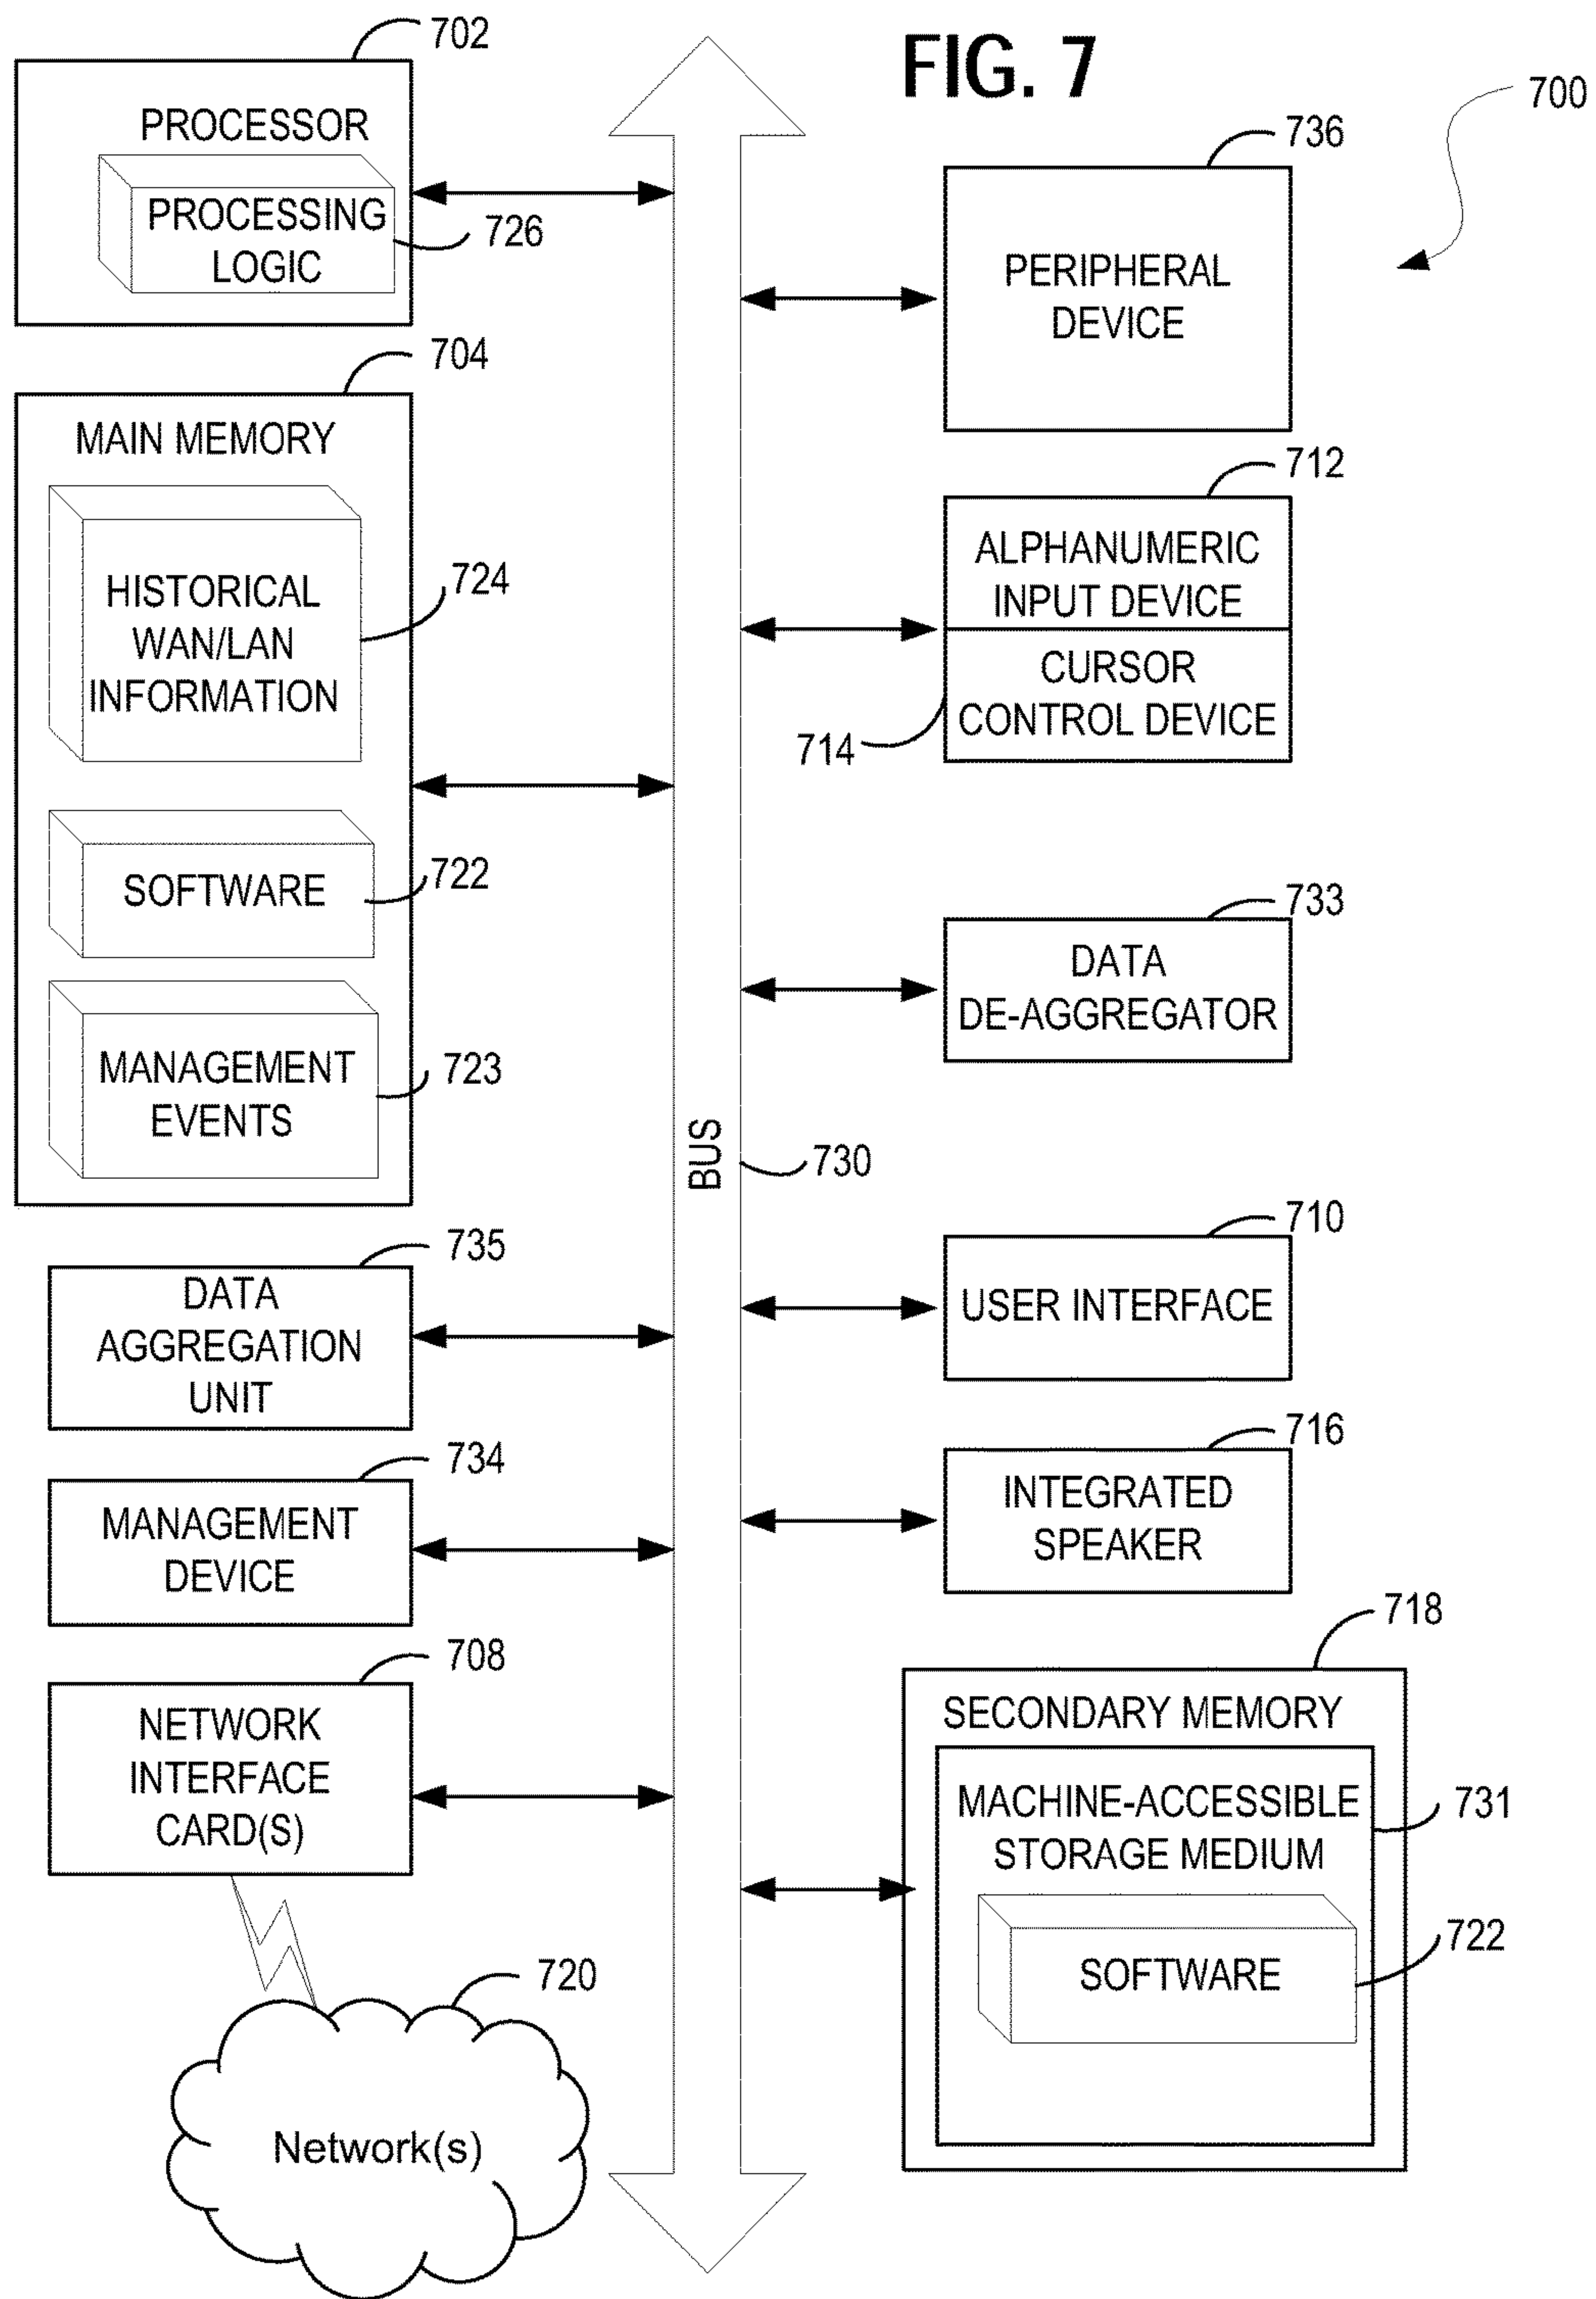 FIG. 7
700
702
PROCESSOR
PROCESSING
LOGIC
726
704
MAIN MEMORY
HISTORICAL
WAN/LAN
INFORMATION
724
SOFTWARE
722
MANAGEMENT
EVENTS
723
735
DATA
AGGREGATION
UNIT
734
MANAGEMENT
DEVICE
708
NETWORK
INTERFACE
CARD(S)
720
Network(s)
BUS
730
736
PERIPHERAL
DEVICE
712
ALPHANUMERIC
INPUT DEVICE
CURSOR
CONTROL DEVICE
714
733
DATA
DE-AGGREGATOR
710
USER INTERFACE
716
INTEGRATED
SPEAKER
718
SECONDARY MEMORY
MACHINE-ACCESSIBLE
STORAGE MEDIUM
731
SOFTWARE
722